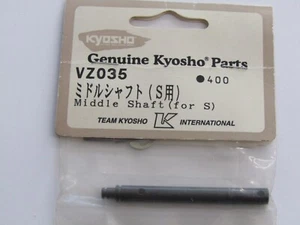 KYOSHO
Genuine Kyosho® Parts
VZ035 ●400
ミドルシャフト(S用)
Middle Shaft (for S)
TEAM KYOSHO K INTERNATIONAL